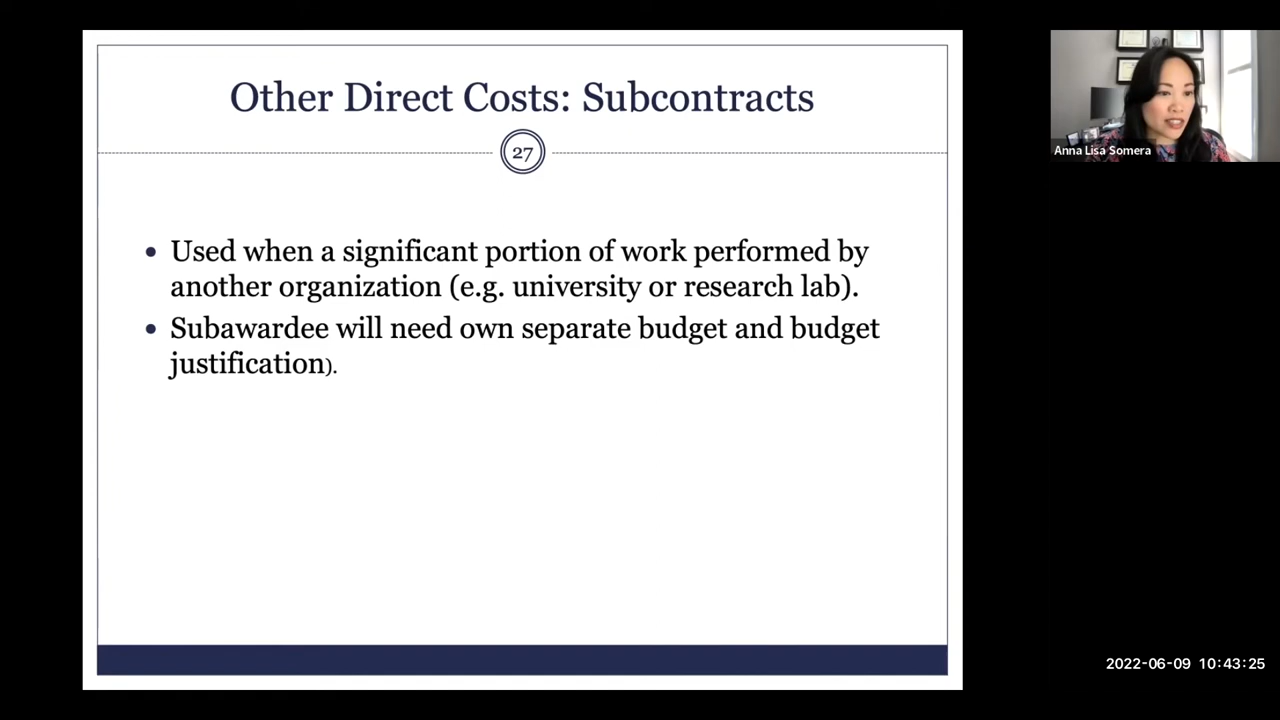 Other Direct Costs: Subcontracts
27
• Used when a significant portion of work performed by
another organization (e.g. university or research lab).
• Subawardee will need own separate budget and budget
justification).
Anna Lisa Somera
2022-06-09 10:43:25